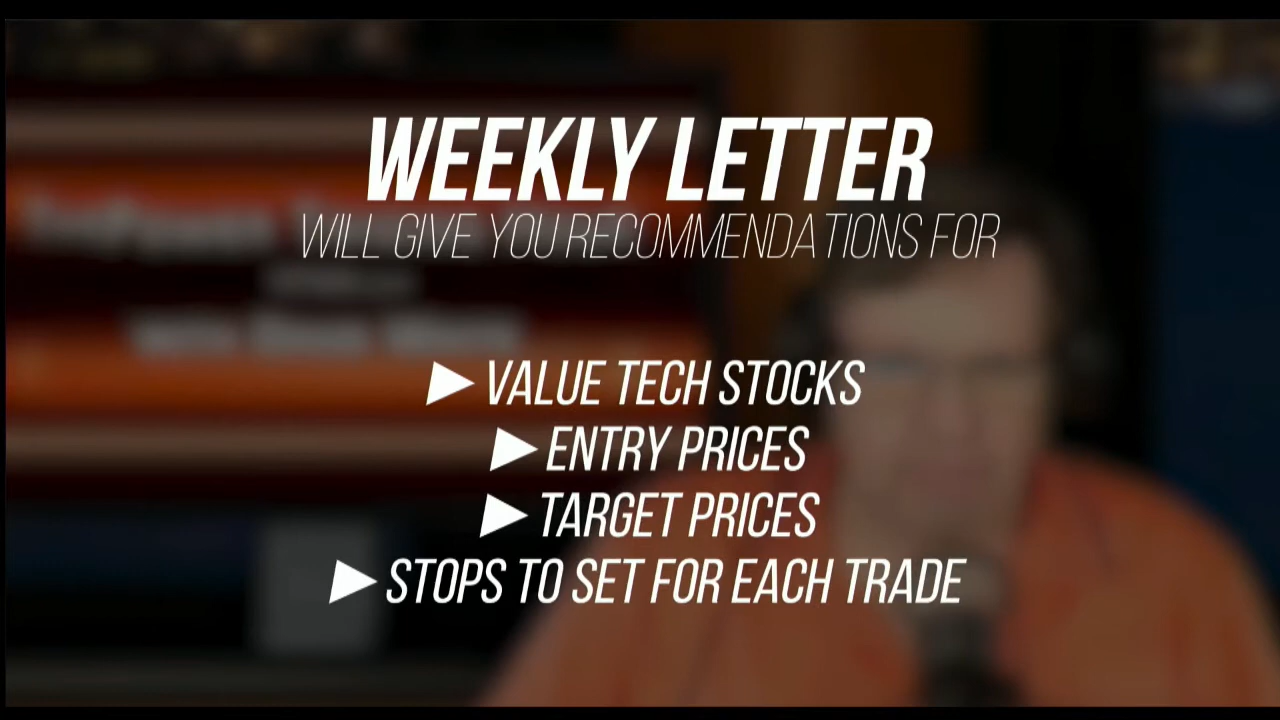 WEEKLY LETTER
WILL GIVE YOU RECOMMENDATIONS FOR
▶ VALUE TECH STOCKS
▶ ENTRY PRICES
▶ TARGET PRICES
▶ STOPS TO SET FOR EACH TRADE